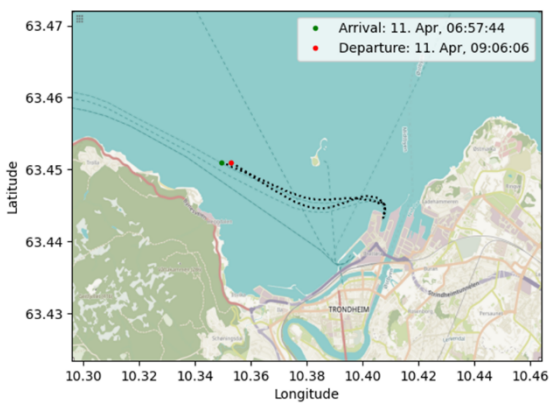 63.47
Arrival: 11. Apr, 06:57:44
Departure: 11. Apr, 09:06:06
63.46
63.45
63.44
63.43
Latitude
TRONDHEIM
10.30 10.32 10.34 10.36 10.38 10.40 10.42 10.44 10.46
Longitude